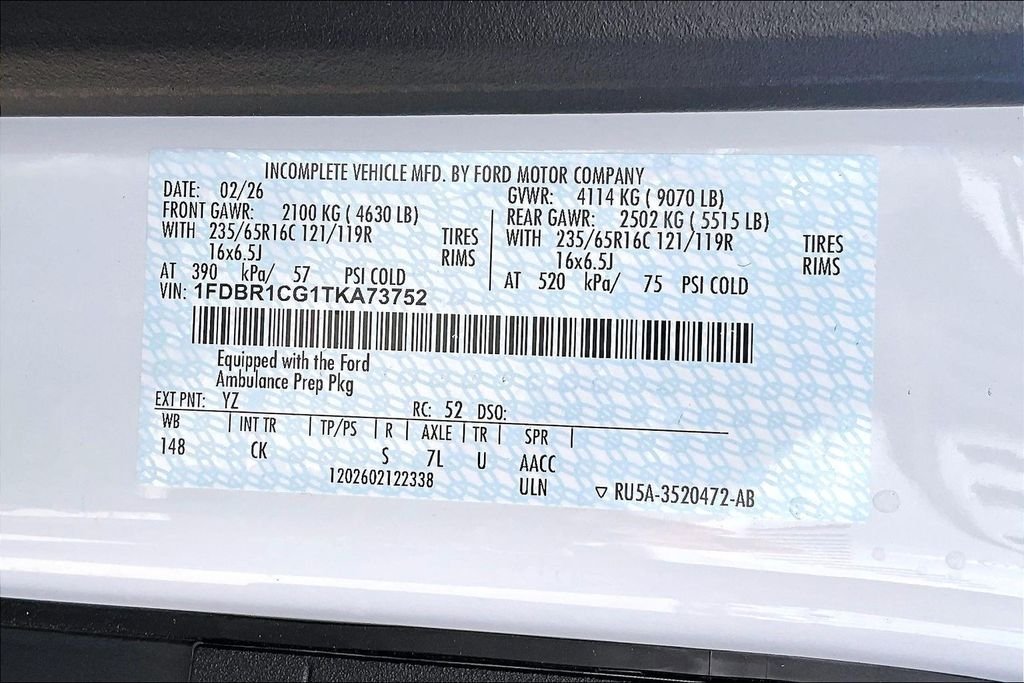 INCOMPLETE VEHICLE MFD. BY FORD MOTOR COMPANY
DATE: 02/26 GVWR: 4114 KG ( 9070 LB)
FRONT GAWR: 2100 KG ( 4630 LB) REAR GAWR: 2502 KG ( 5515 LB)
WITH 235/65R16C 121/119R TIRES WITH 235/65R16C 121/119R TIRES
16x6.5J RIMS 16x6.5J RIMS
AT 390 kPa/ 57 PSI COLD AT 520 kPa/ 75 PSI COLD
VIN: 1FDBR1CG1TKA73752
Equipped with the Ford
Ambulance Prep Pkg
EXT PNT: YZ RC: 52 DSO:
WB | INT TR | TP/PS | R | AXLE | TR | SPR |
148 CK S 7L U AACC
1202602122338 ULN ▽ RU5A-3520472-AB